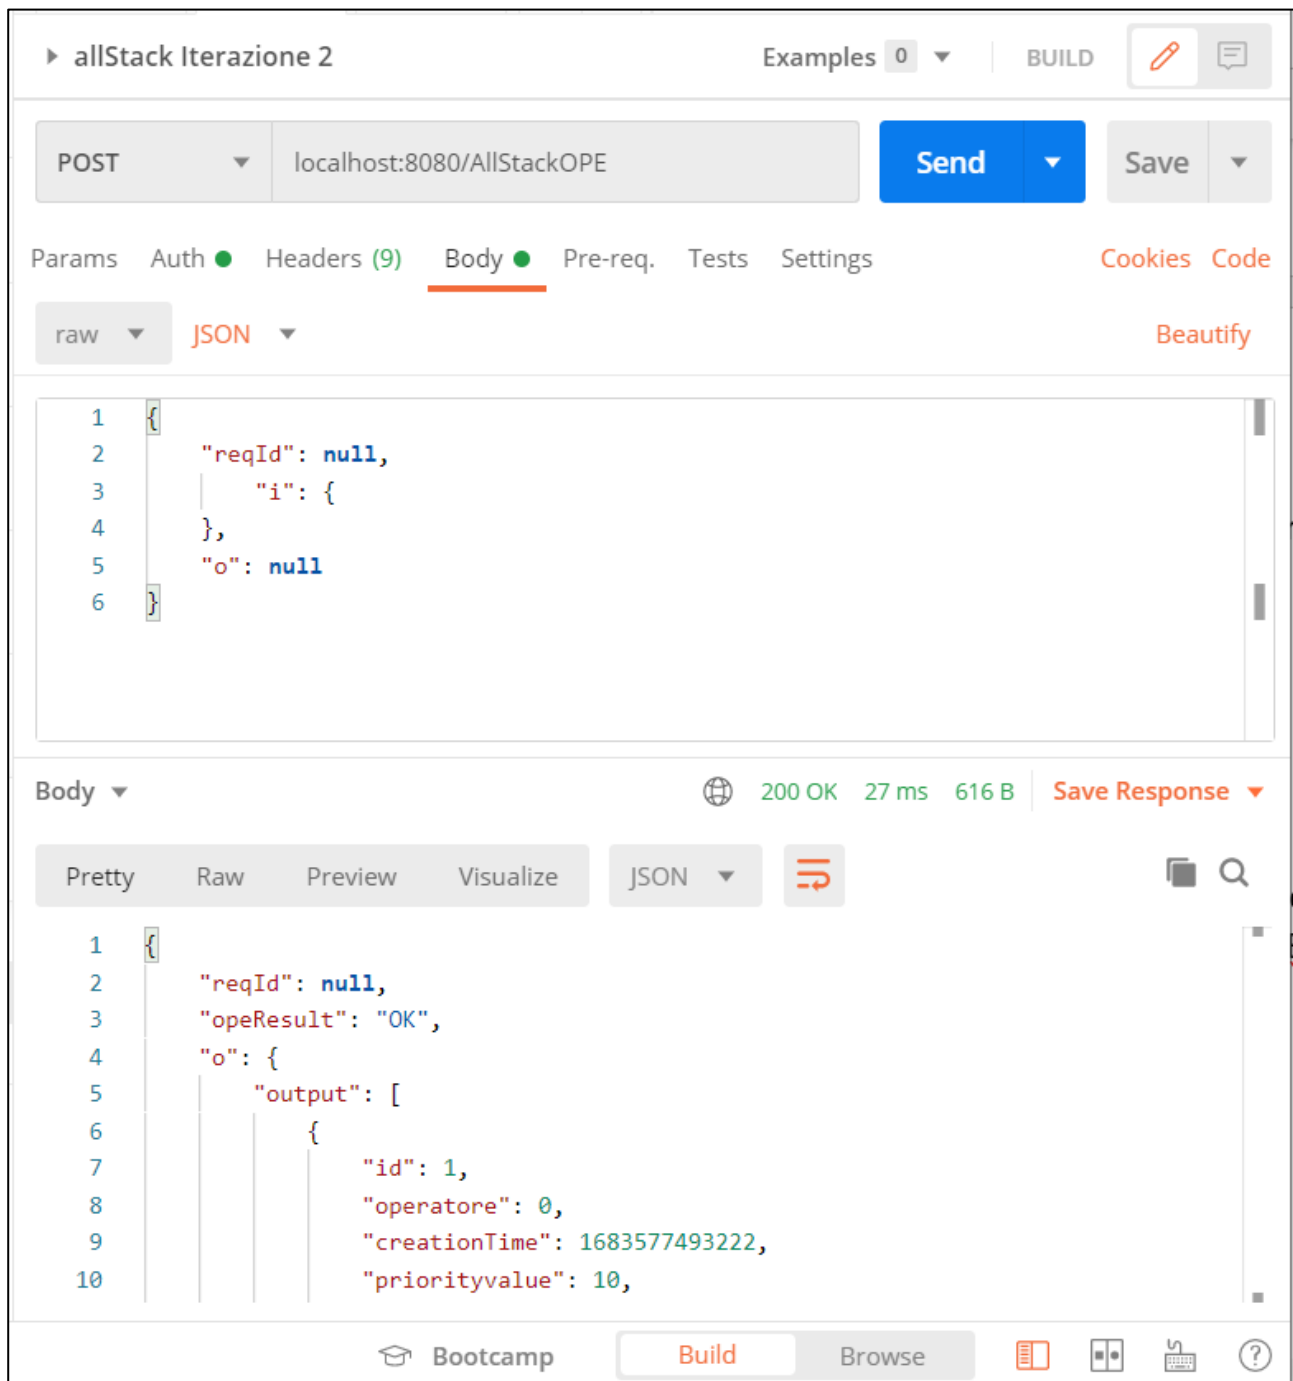 allStack Iterazione 2 Examples 0 BUILD
POST localhost:8080/AllStackOPE Send Save
Params Auth Headers (9) Body Pre-req. Tests Settings Cookies Code
raw JSON Beautify
1 {
2 "reqId": null,
3 "i": {
4 },
5 "o": null
6 }
Body 200 OK 27 ms 616 B Save Response
Pretty Raw Preview Visualize JSON
1 {
2 "reqId": null,
3 "opeResult": "OK",
4 "o": {
5 "output": [
6 {
7 "id": 1,
8 "operatore": 0,
9 "creationTime": 1683577493222,
10 "priorityvalue": 10,
Bootcamp Build Browse